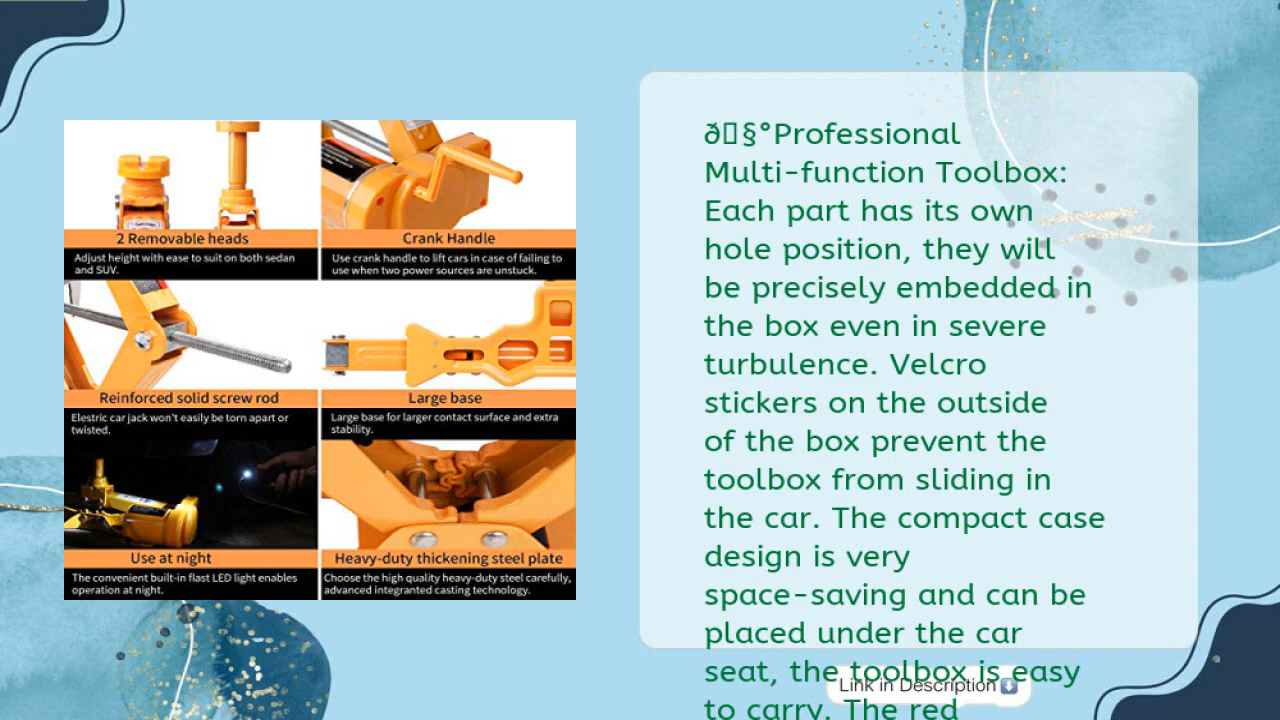 2 Removable heads
Adjust height with ease to suit on both sedan
and SUV.
Crank Handle
Use crank handle to lift cars in case of failing to
use when two power sources are unstuck.
Reinforced solid screw rod
Elestric car jack won't easily be torn apart or
twisted.
Large base
Large base for larger contact surface and extra
stability.
Use at night
The convenient built-in flast LED light enables
operation at night.
Heavy-duty thickening steel plate
Choose the high quality heavy-duty steel carefully,
advanced integranted casting technology.
ð§°Professional
Multi-function Toolbox:
Each part has its own
hole position, they will
be precisely embedded in
the box even in severe
turbulence. Velcro
stickers on the outside
of the box prevent the
toolbox from sliding in
the car. The compact case
design is very
space-saving and can be
placed under the car
seat, the toolbox is easy
to carry. The red
Link in Description⬇️